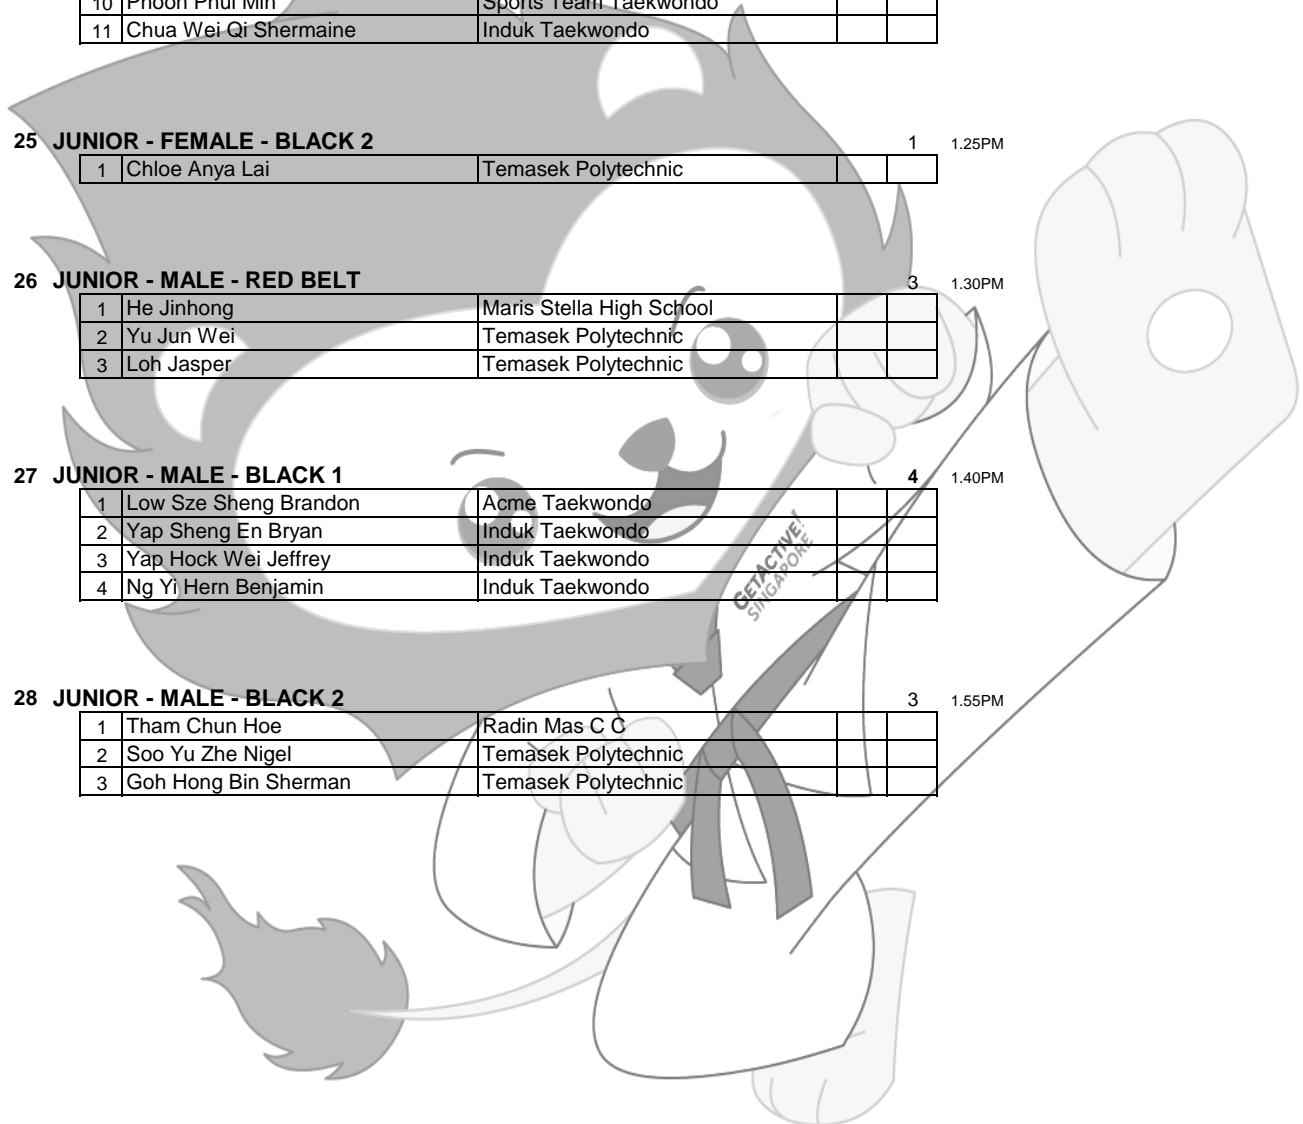 10 Phoon Phui Min Sports Team Taekwondo
11 Chua Wei Qi Shermaine Induk Taekwondo
25 JUNIOR - FEMALE - BLACK 2 1 1.25PM
1 Chloe Anya Lai Temasek Polytechnic
26 JUNIOR - MALE - RED BELT 3 1.30PM
1 He Jinhong Maris Stella High School
2 Yu Jun Wei Temasek Polytechnic
3 Loh Jasper Temasek Polytechnic
27 JUNIOR - MALE - BLACK 1 4 1.40PM
1 Low Sze Sheng Brandon Acme Taekwondo
2 Yap Sheng En Bryan Induk Taekwondo
3 Yap Hock Wei Jeffrey Induk Taekwondo
4 Ng Yi Hern Benjamin Induk Taekwondo
GETACTIVE!
SINGAPORE
28 JUNIOR - MALE - BLACK 2 3 1.55PM
1 Tham Chun Hoe Radin Mas C C
2 Soo Yu Zhe Nigel Temasek Polytechnic
3 Goh Hong Bin Sherman Temasek Polytechnic